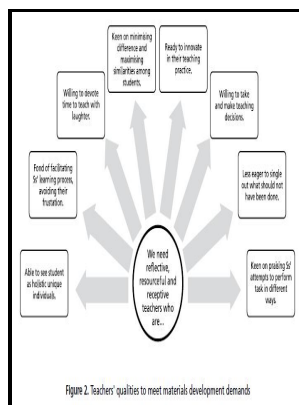 Keen on minimising
difference and
maximising
similarities among
students.
Ready to innovate
in their teaching
practice.
Willing to devote
time to teach with
laughter.
Willing to take
and make teaching
decisions.
Fond of facilitating
Ss' learning process,
avoiding their
frustation.
Less eager to single
out what should not
have been done.
Able to see student
as holistic unique
individuals.
We need
reflective,
resourceful and
receptive
teachers who
are...
Keen on praising Ss'
attempts to perform
task in different
ways.
Figure 2. Teachers' qualities to meet materials development demands